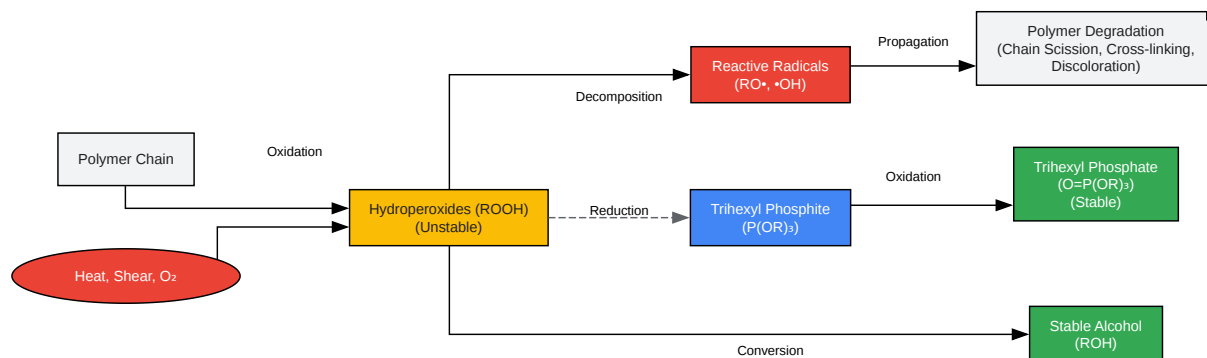 Propagation
Polymer Degradation
(Chain Scission, Cross-linking,
Discoloration)
Reactive Radicals
(RO•, •OH)
Decomposition
Oxidation
Polymer Chain
Hydroperoxides (ROOH)
(Unstable)
Reduction
Trihexyl Phosphite
(P(OR)₃)
Oxidation
Trihexyl Phosphate
(O=P(OR)₃)
(Stable)
Heat, Shear, O₂
Conversion
Stable Alcohol
(ROH)